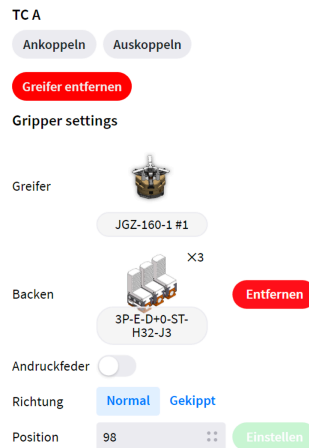 TC A
Ankoppeln Auskoppeln
Greifer entfernen
Gripper settings
Greifer
JGZ-160-1 #1
×3
Backen
Entfernen
3P-E-D+0-ST-
H32-J3
Andruckfeder
Richtung Normal Gekippt
Position 98 Einstellen